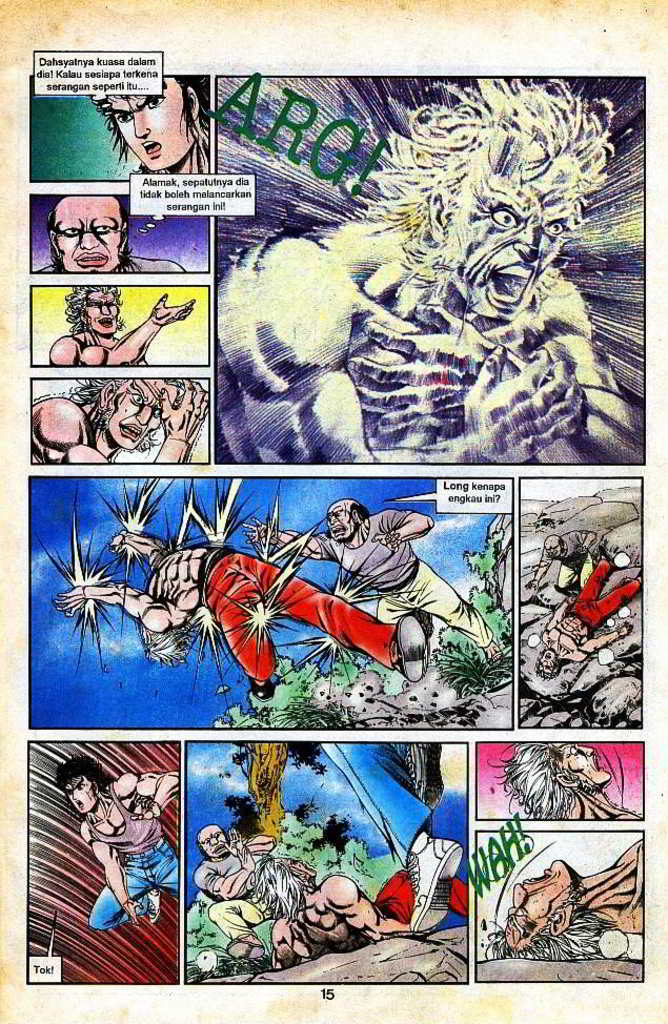 Dahsyatnya kuasa dalam
dia! Kalau sesiapa terkena
serangan seperti itu....
ARG!
Alamak, sepatutnya dia
tidak boleh melancarkan
serangan ini!
Long kenapa
engkau ini?
Tok!
WAH!
15